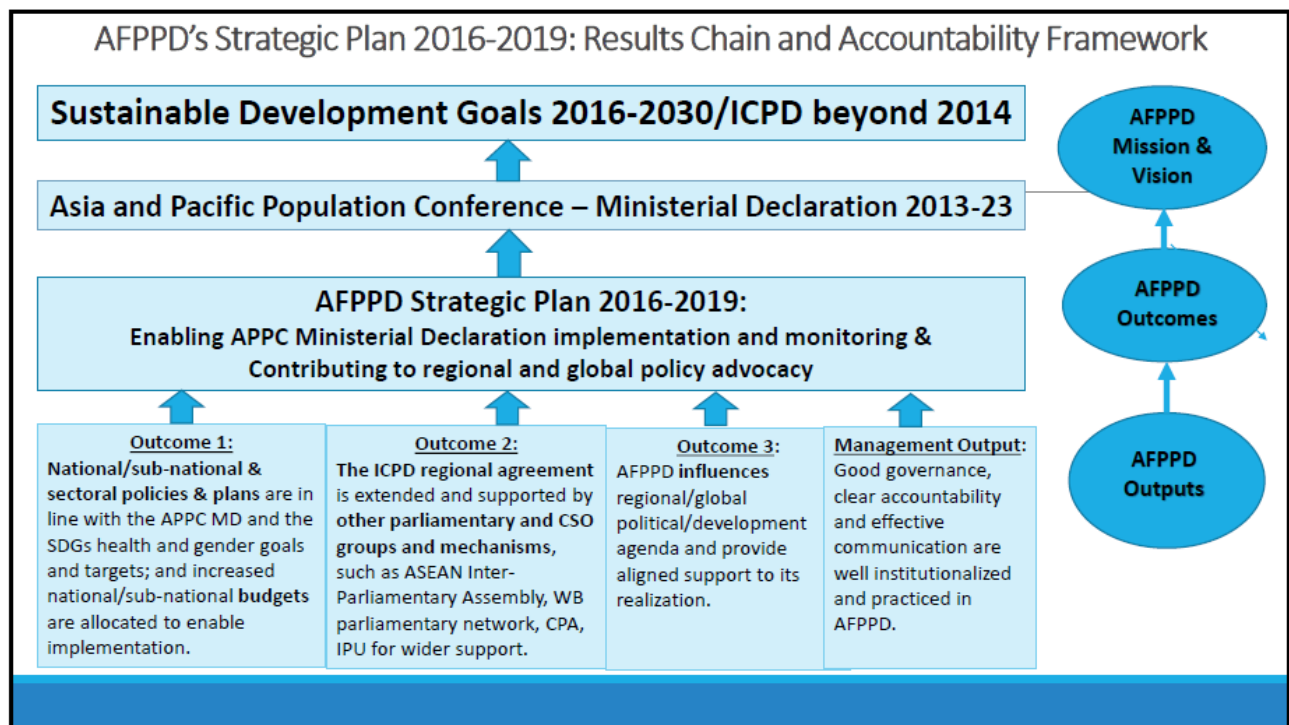 AFPPD's Strategic Plan 2016-2019: Results Chain and Accountability Framework
Sustainable Development Goals 2016-2030/ICPD beyond 2014
Asia and Pacific Population Conference – Ministerial Declaration 2013-23
AFPPD Strategic Plan 2016-2019:
Enabling APPC Ministerial Declaration implementation and monitoring &
Contributing to regional and global policy advocacy
Outcome 1:
National/sub-national &
sectoral policies & plans are in
line with the APPC MD and the
SDGs health and gender goals
and targets; and increased
national/sub-national budgets
are allocated to enable
implementation.
Outcome 2:
The ICPD regional agreement
is extended and supported by
other parliamentary and CSO
groups and mechanisms,
such as ASEAN Inter-
Parliamentary Assembly, WB
parliamentary network, CPA,
IPU for wider support.
Outcome 3:
AFPPD influences
regional/global
political/development
agenda and provide
aligned support to its
realization.
Management Output:
Good governance,
clear accountability
and effective
communication are
well institutionalized
and practiced in
AFPPD.
AFPPD
Mission &
Vision
AFPPD
Outcomes
AFPPD
Outputs